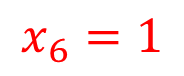 x₆ = 1